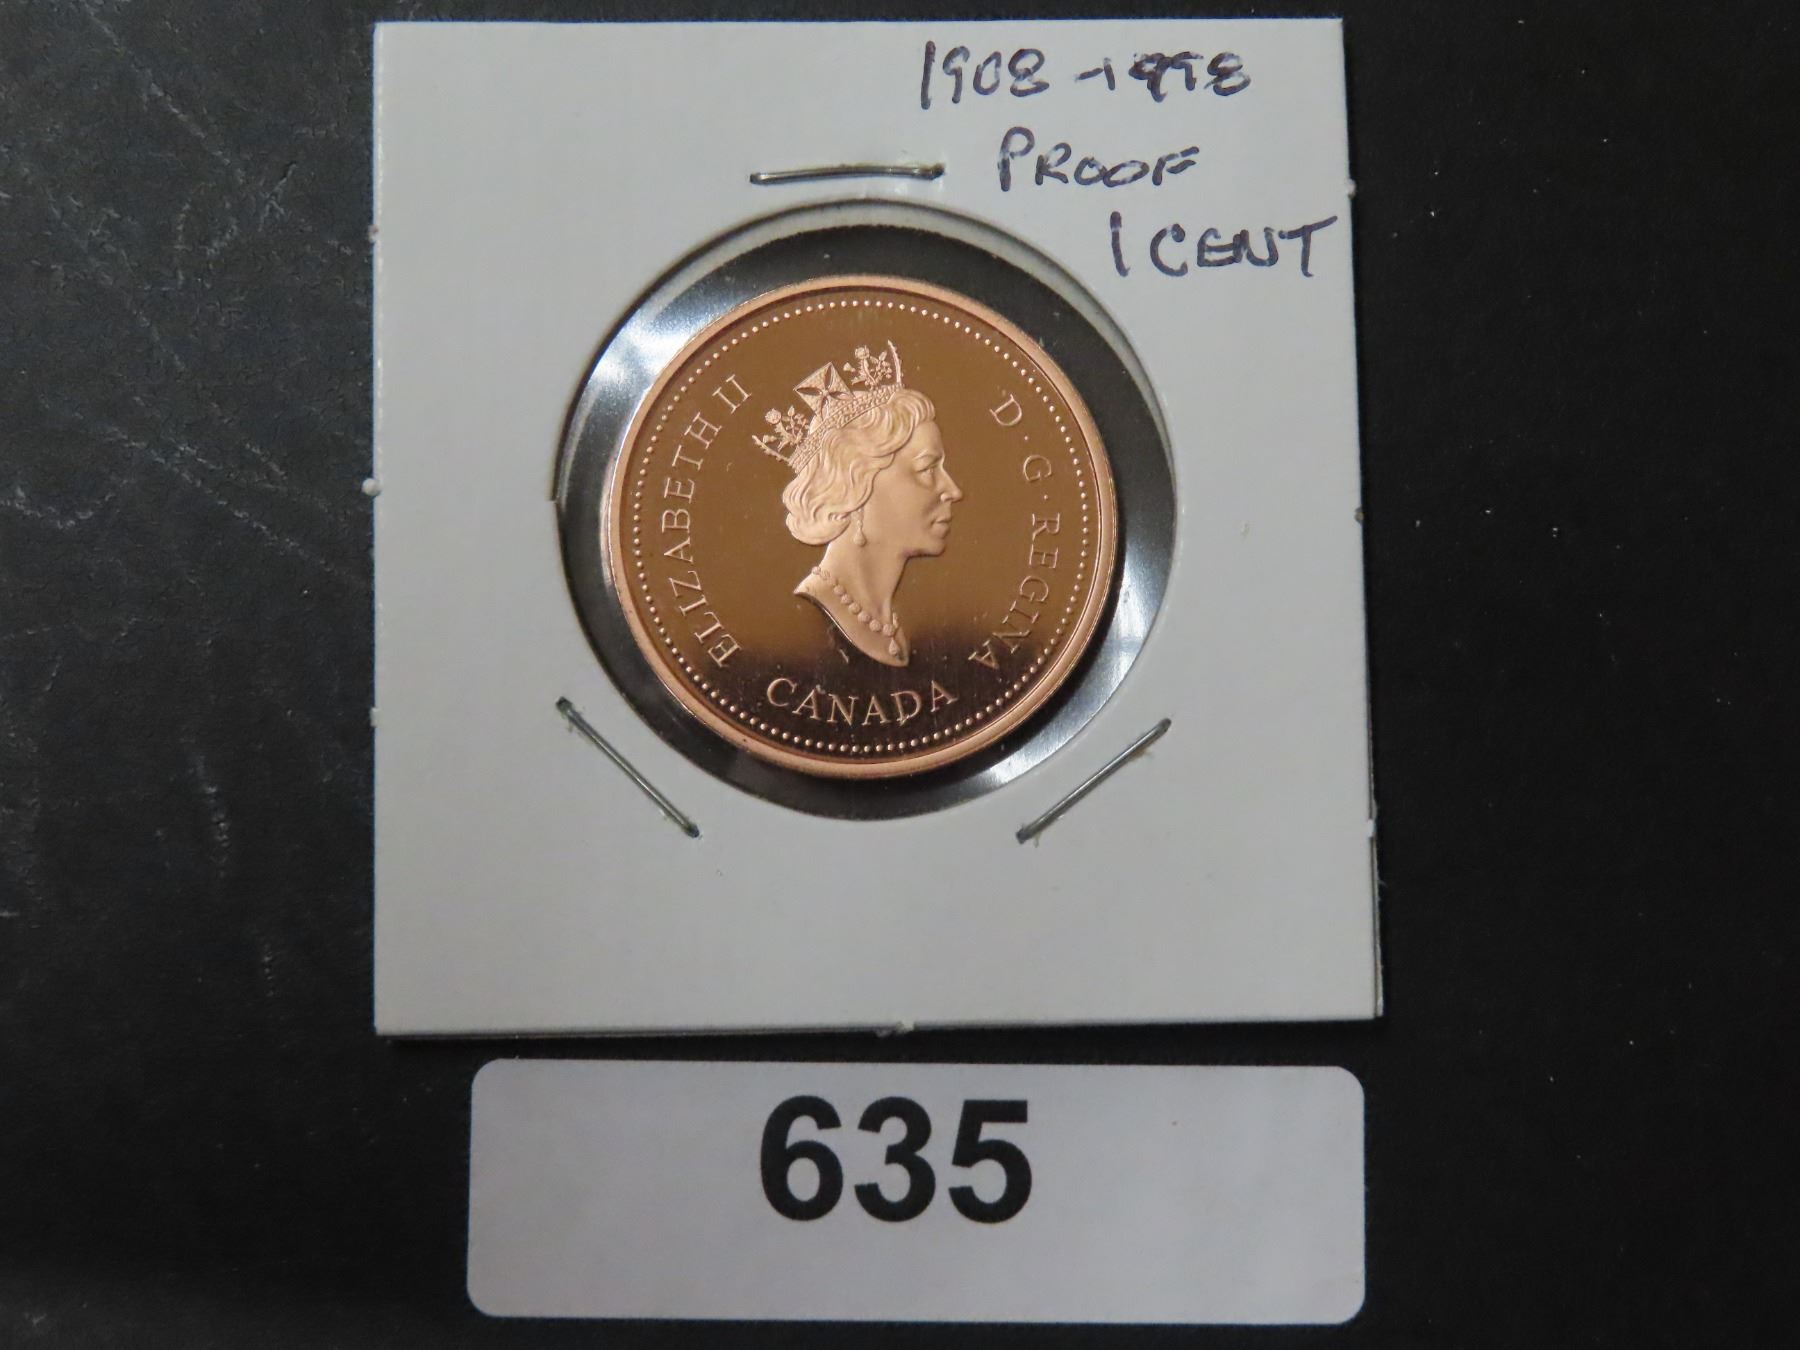 1908-1998
PROOF
1 CENT
ELIZABETH II
D·G·REGINA
CANADA
635